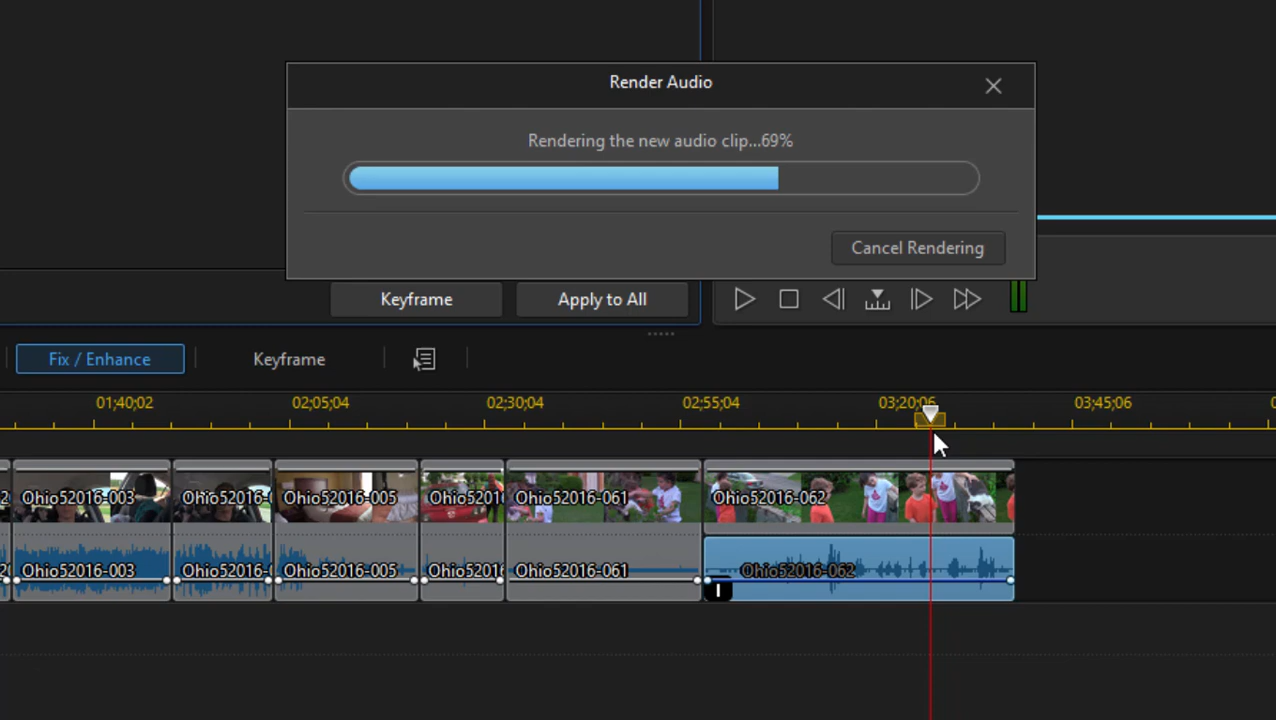 Render Audio
Rendering the new audio clip...69%
Cancel Rendering
Keyframe
Apply to All
Fix / Enhance
Keyframe
01;40;02
02;05;04
02;30;04
02;55;04
03;20;06
03;45;06
Ohio52016-003
Ohio52016-005
Ohio52016-061
Ohio52016-062
Ohio52016-003
Ohio52016-005
Ohio52016-061
Ohio52016-062